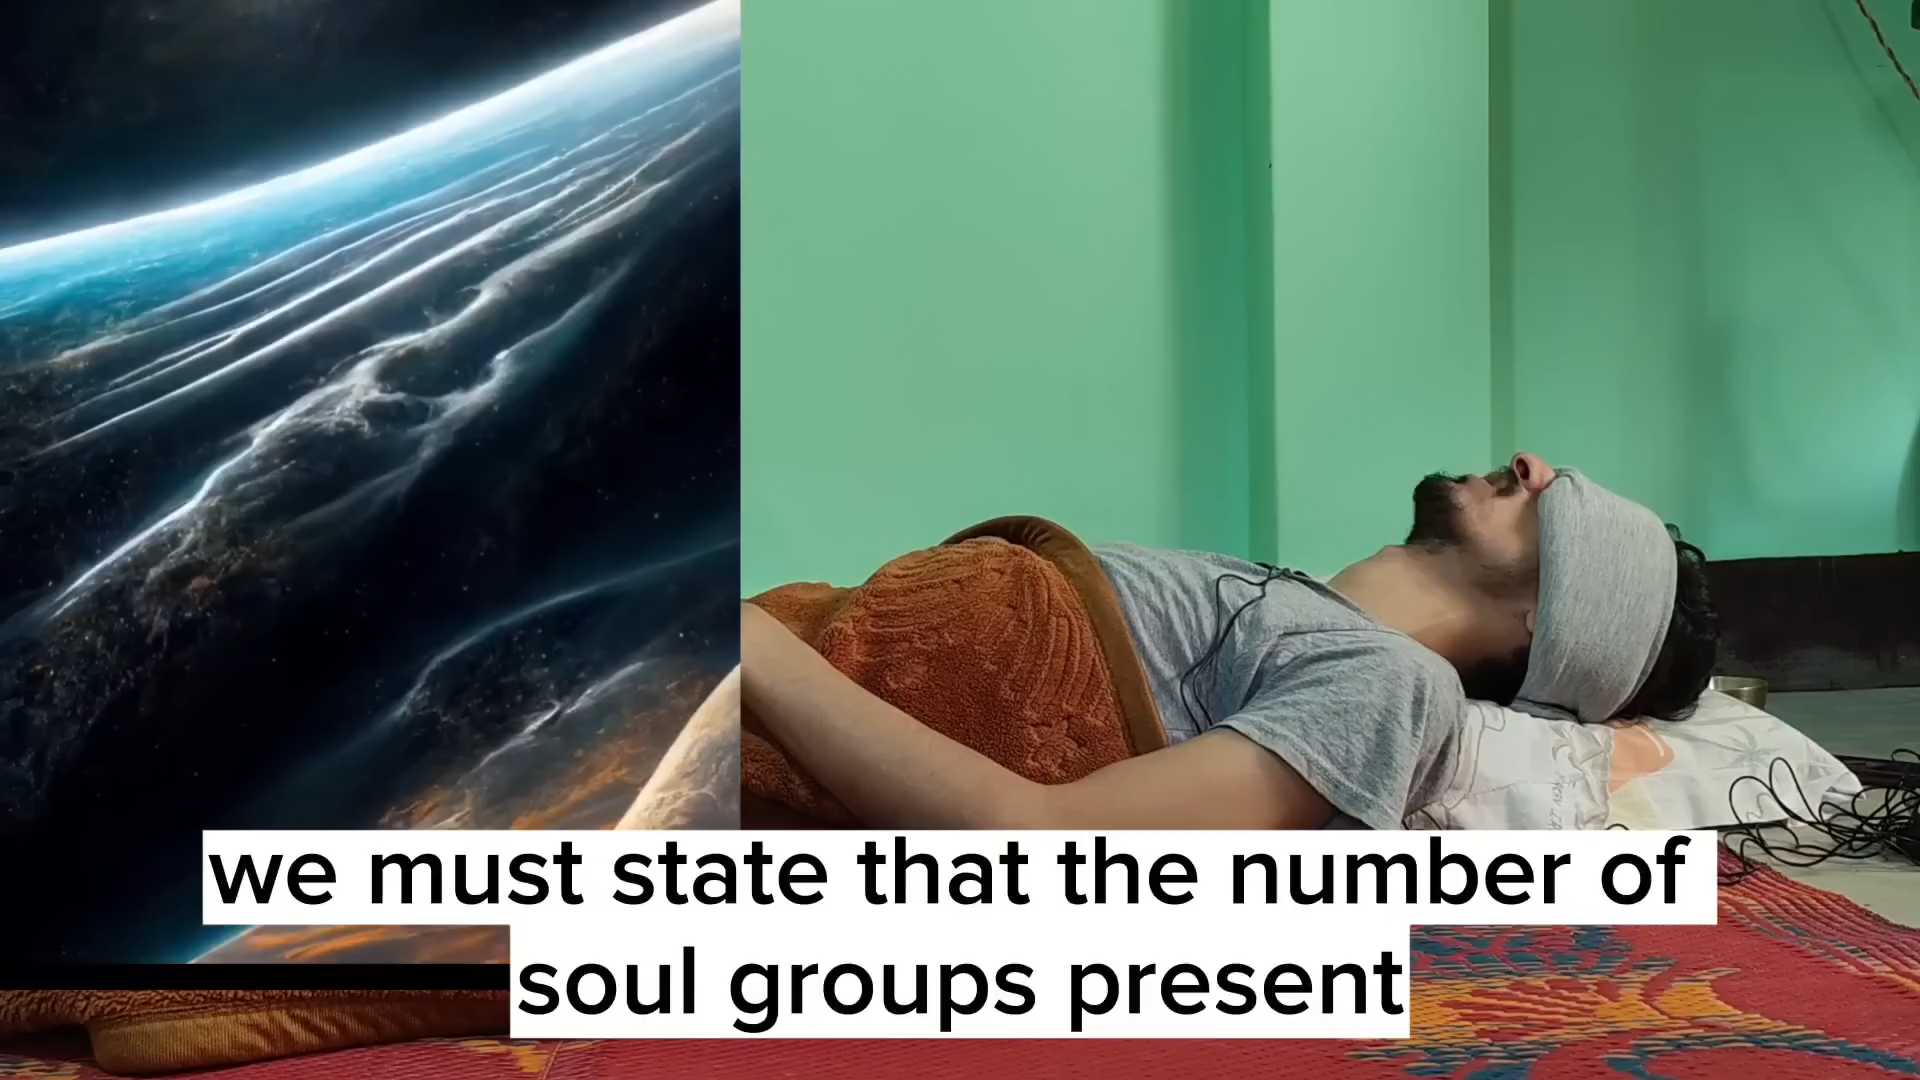 we must state that the number of
soul groups present